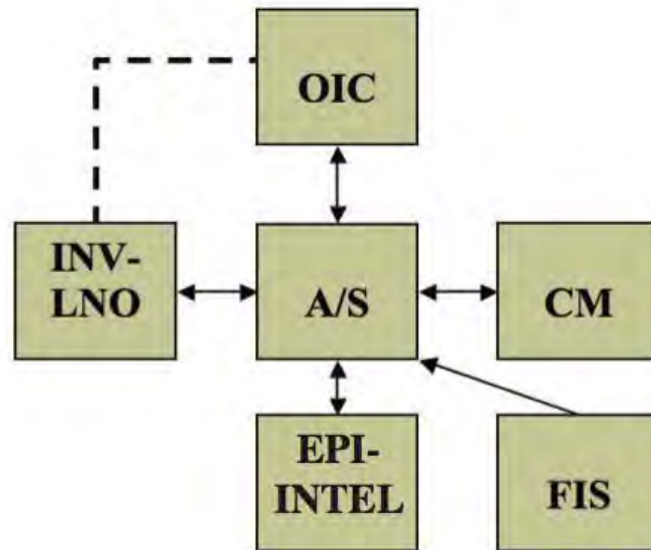 OIC
INV-
LNO
A/S
CM
EPI-
INTEL
FIS